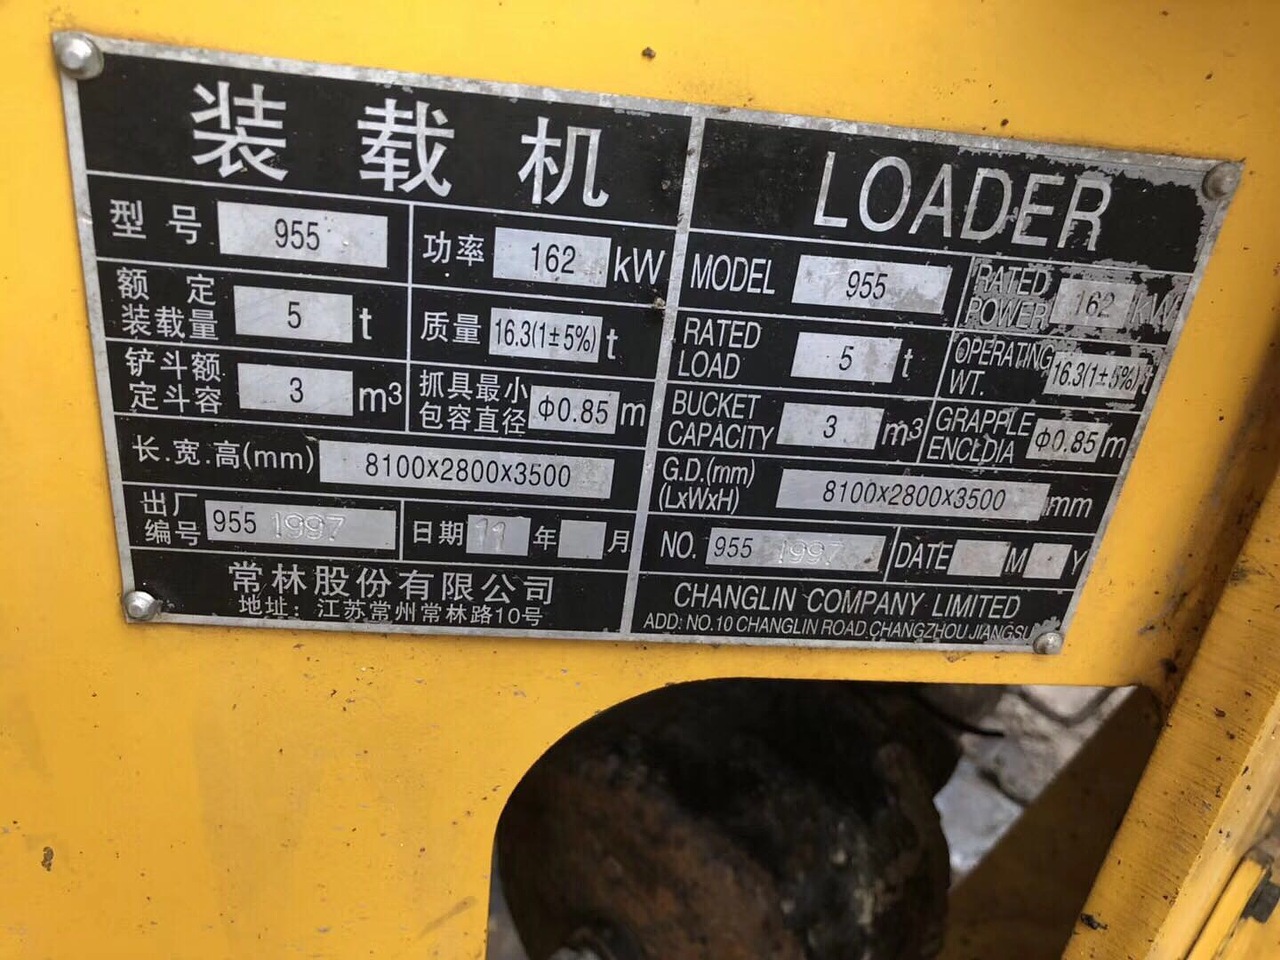 装载机
型号 955 功率 162 kW
额定装载量 5 t 质量 16.3(1±5%) t
铲斗额定斗容 3 m³ 抓具最小包容直径 φ0.85 m
长.宽.高(mm) 8100x2800x3500
出厂编号 955 1997 日期 11 年 月
常林股份有限公司
地址：江苏常州常林路10号
LOADER
MODEL 955 RATED POWER 162 KW
RATED LOAD 5 t OPERATING WT. 16.3(1±5%) t
BUCKET CAPACITY 3 m³ GRAPPLE ENCLDIA φ0.85 m
G.D.(mm) (LxWxH) 8100x2800x3500 mm
NO. 955 1997 DATE M Y
CHANGLIN COMPANY LIMITED
ADD: NO.10 CHANGLIN ROAD CHANGZHOU JIANGSU